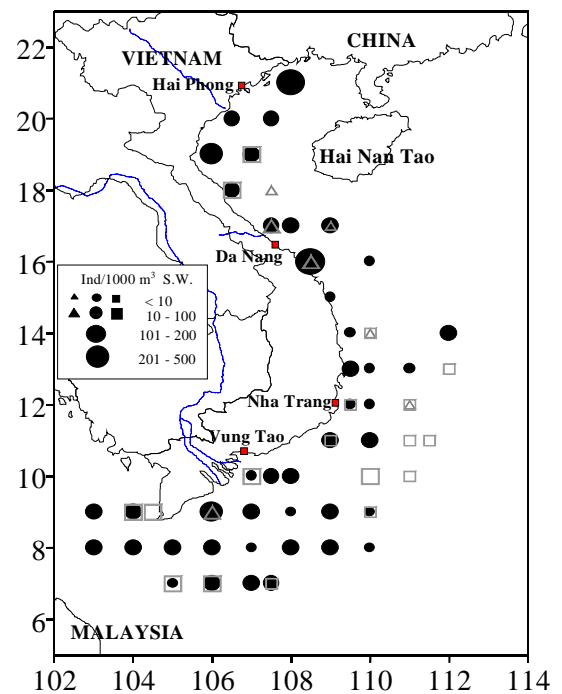 22
CHINA
VIETNAM
Hai Phong
20
Hai Nan Tao
18
Da Nang
16
Ind/1000 m³ S.W.
< 10
10 - 100
101 - 200
201 - 500
14
Nha Trang
12
Vung Tao
10
8
6
MALAYSIA
102 104 106 108 110 112 114